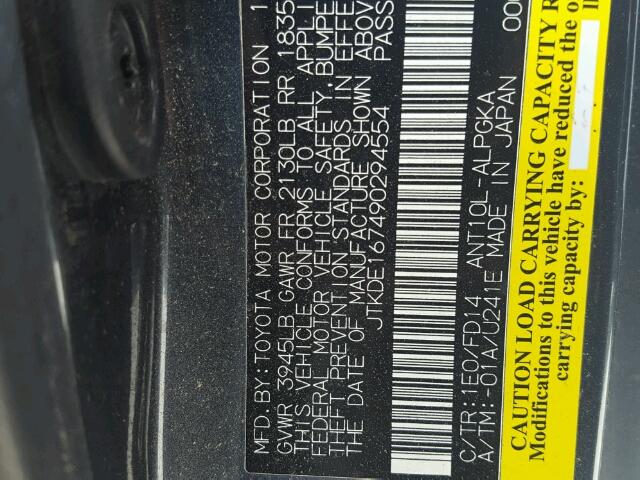 MFD. BY: TOYOTA MOTOR CORPORATION 1
GVWR 3945LB GAWR FR 2130LB RR 1835
THIS VEHICLE CONFORMS TO ALL APPLI
FEDERAL MOTOR VEHICLE SAFETY, BUMPE
THEFT PREVENTION STANDARDS IN EFFE
THE DATE OF MANUFACTURE SHOWN ABOV
JTKDE167490294554 PASS
C/TR:1E0/FD14 ANT10L-ALPGKA 00
A/TM:-01A/U241E MADE IN JAPAN
CAUTION LOAD CARRYING CAPACITY R
Modifications to this vehicle have reduced the o
carrying capacity by: